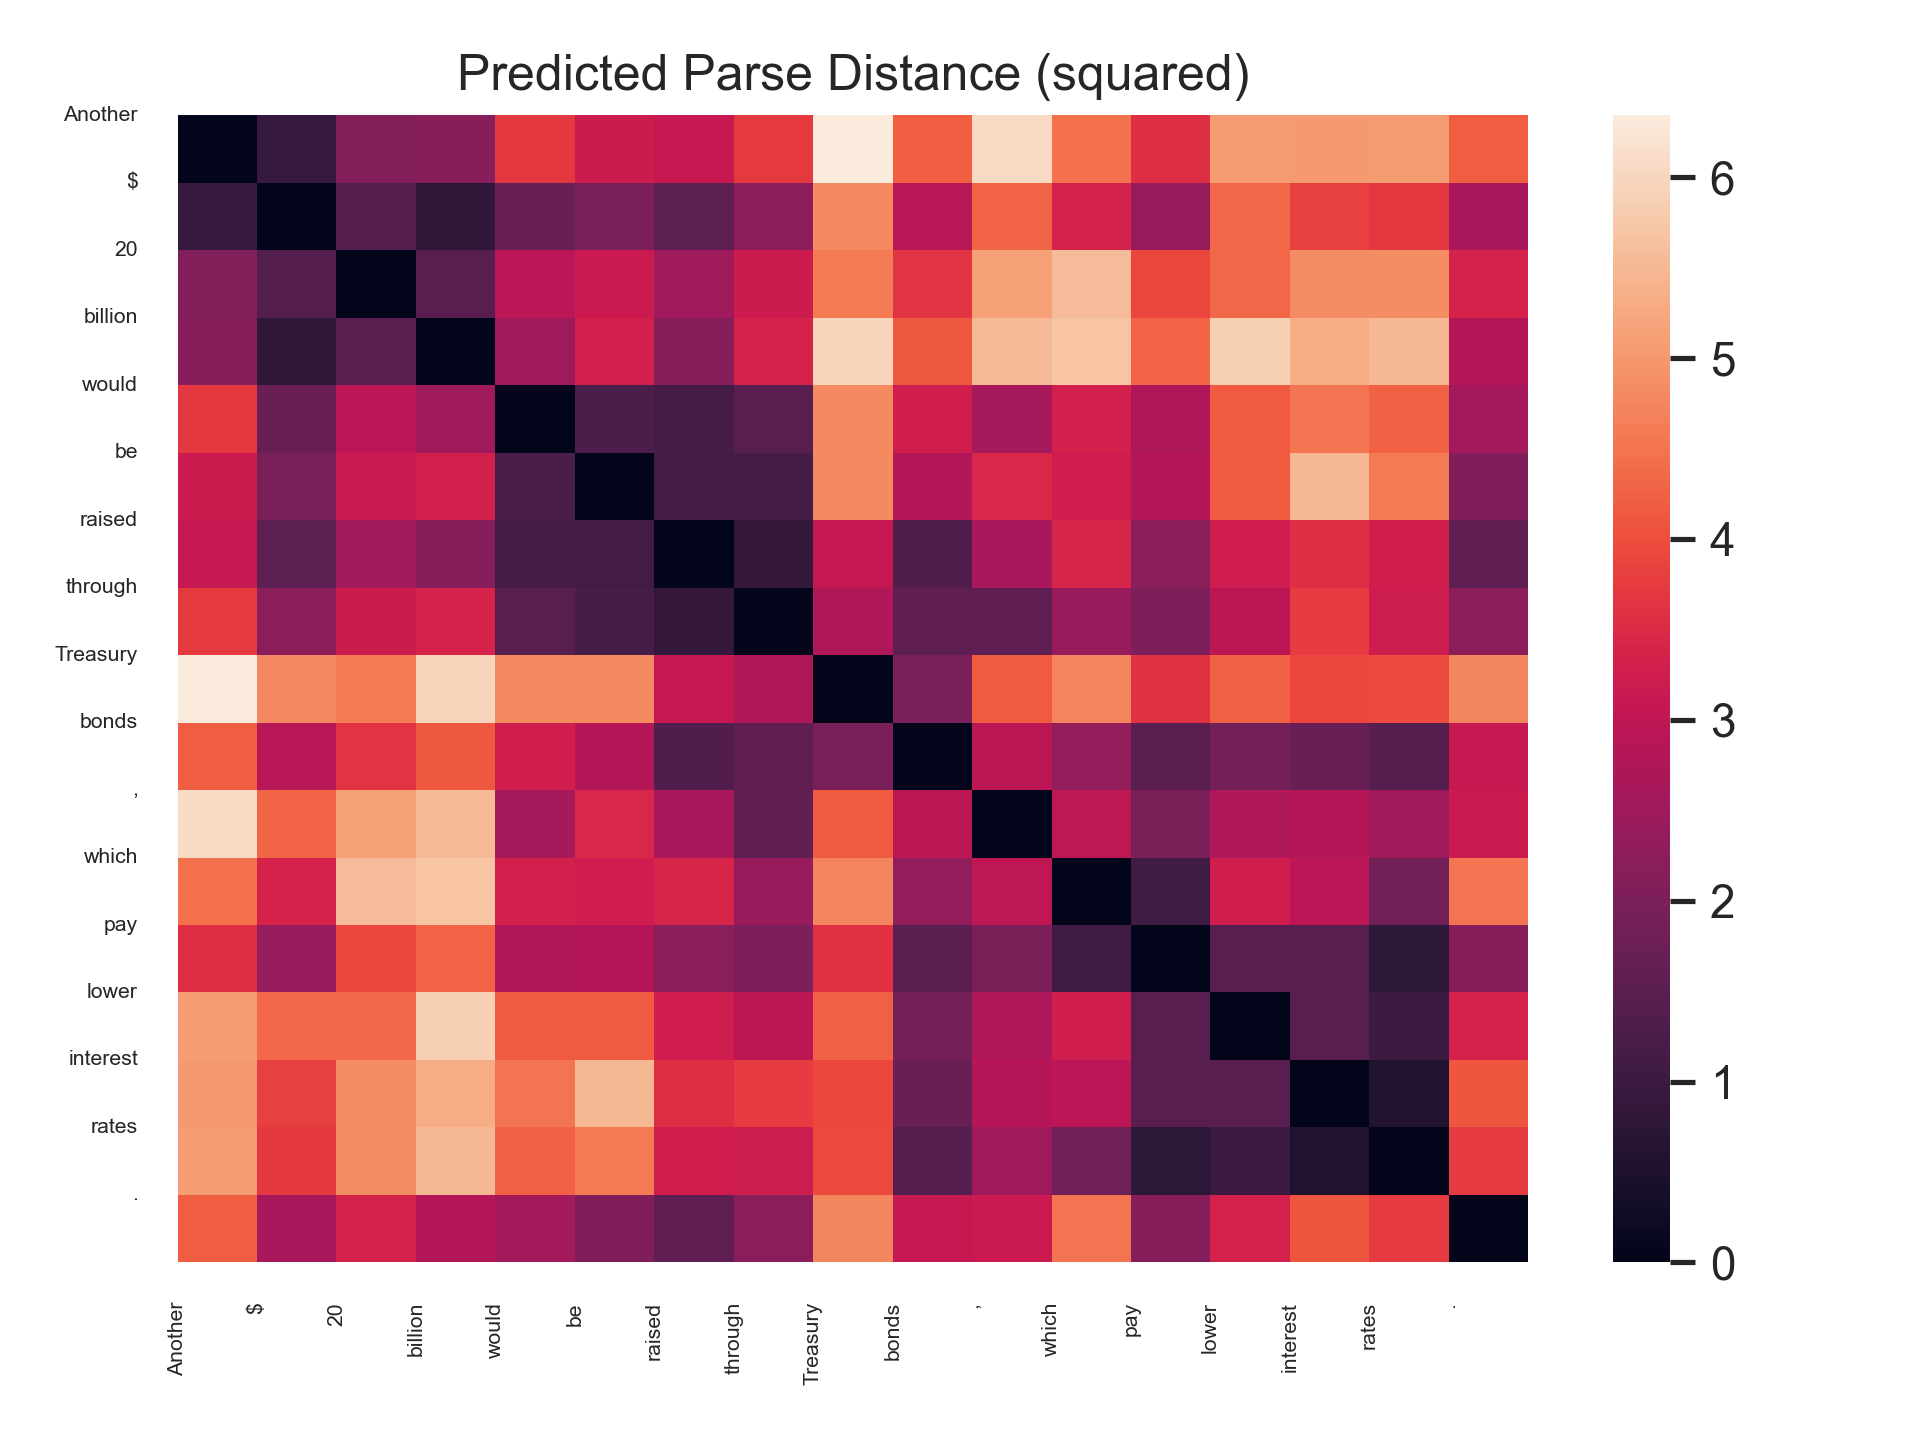 Predicted Parse Distance (squared)
Another
$
20
billion
would
be
raised
through
Treasury
bonds
,
which
pay
lower
interest
rates
.
6
5
4
3
2
1
0
Another
$
20
billion
would
be
raised
through
Treasury
bonds
,
which
pay
lower
interest
rates
.